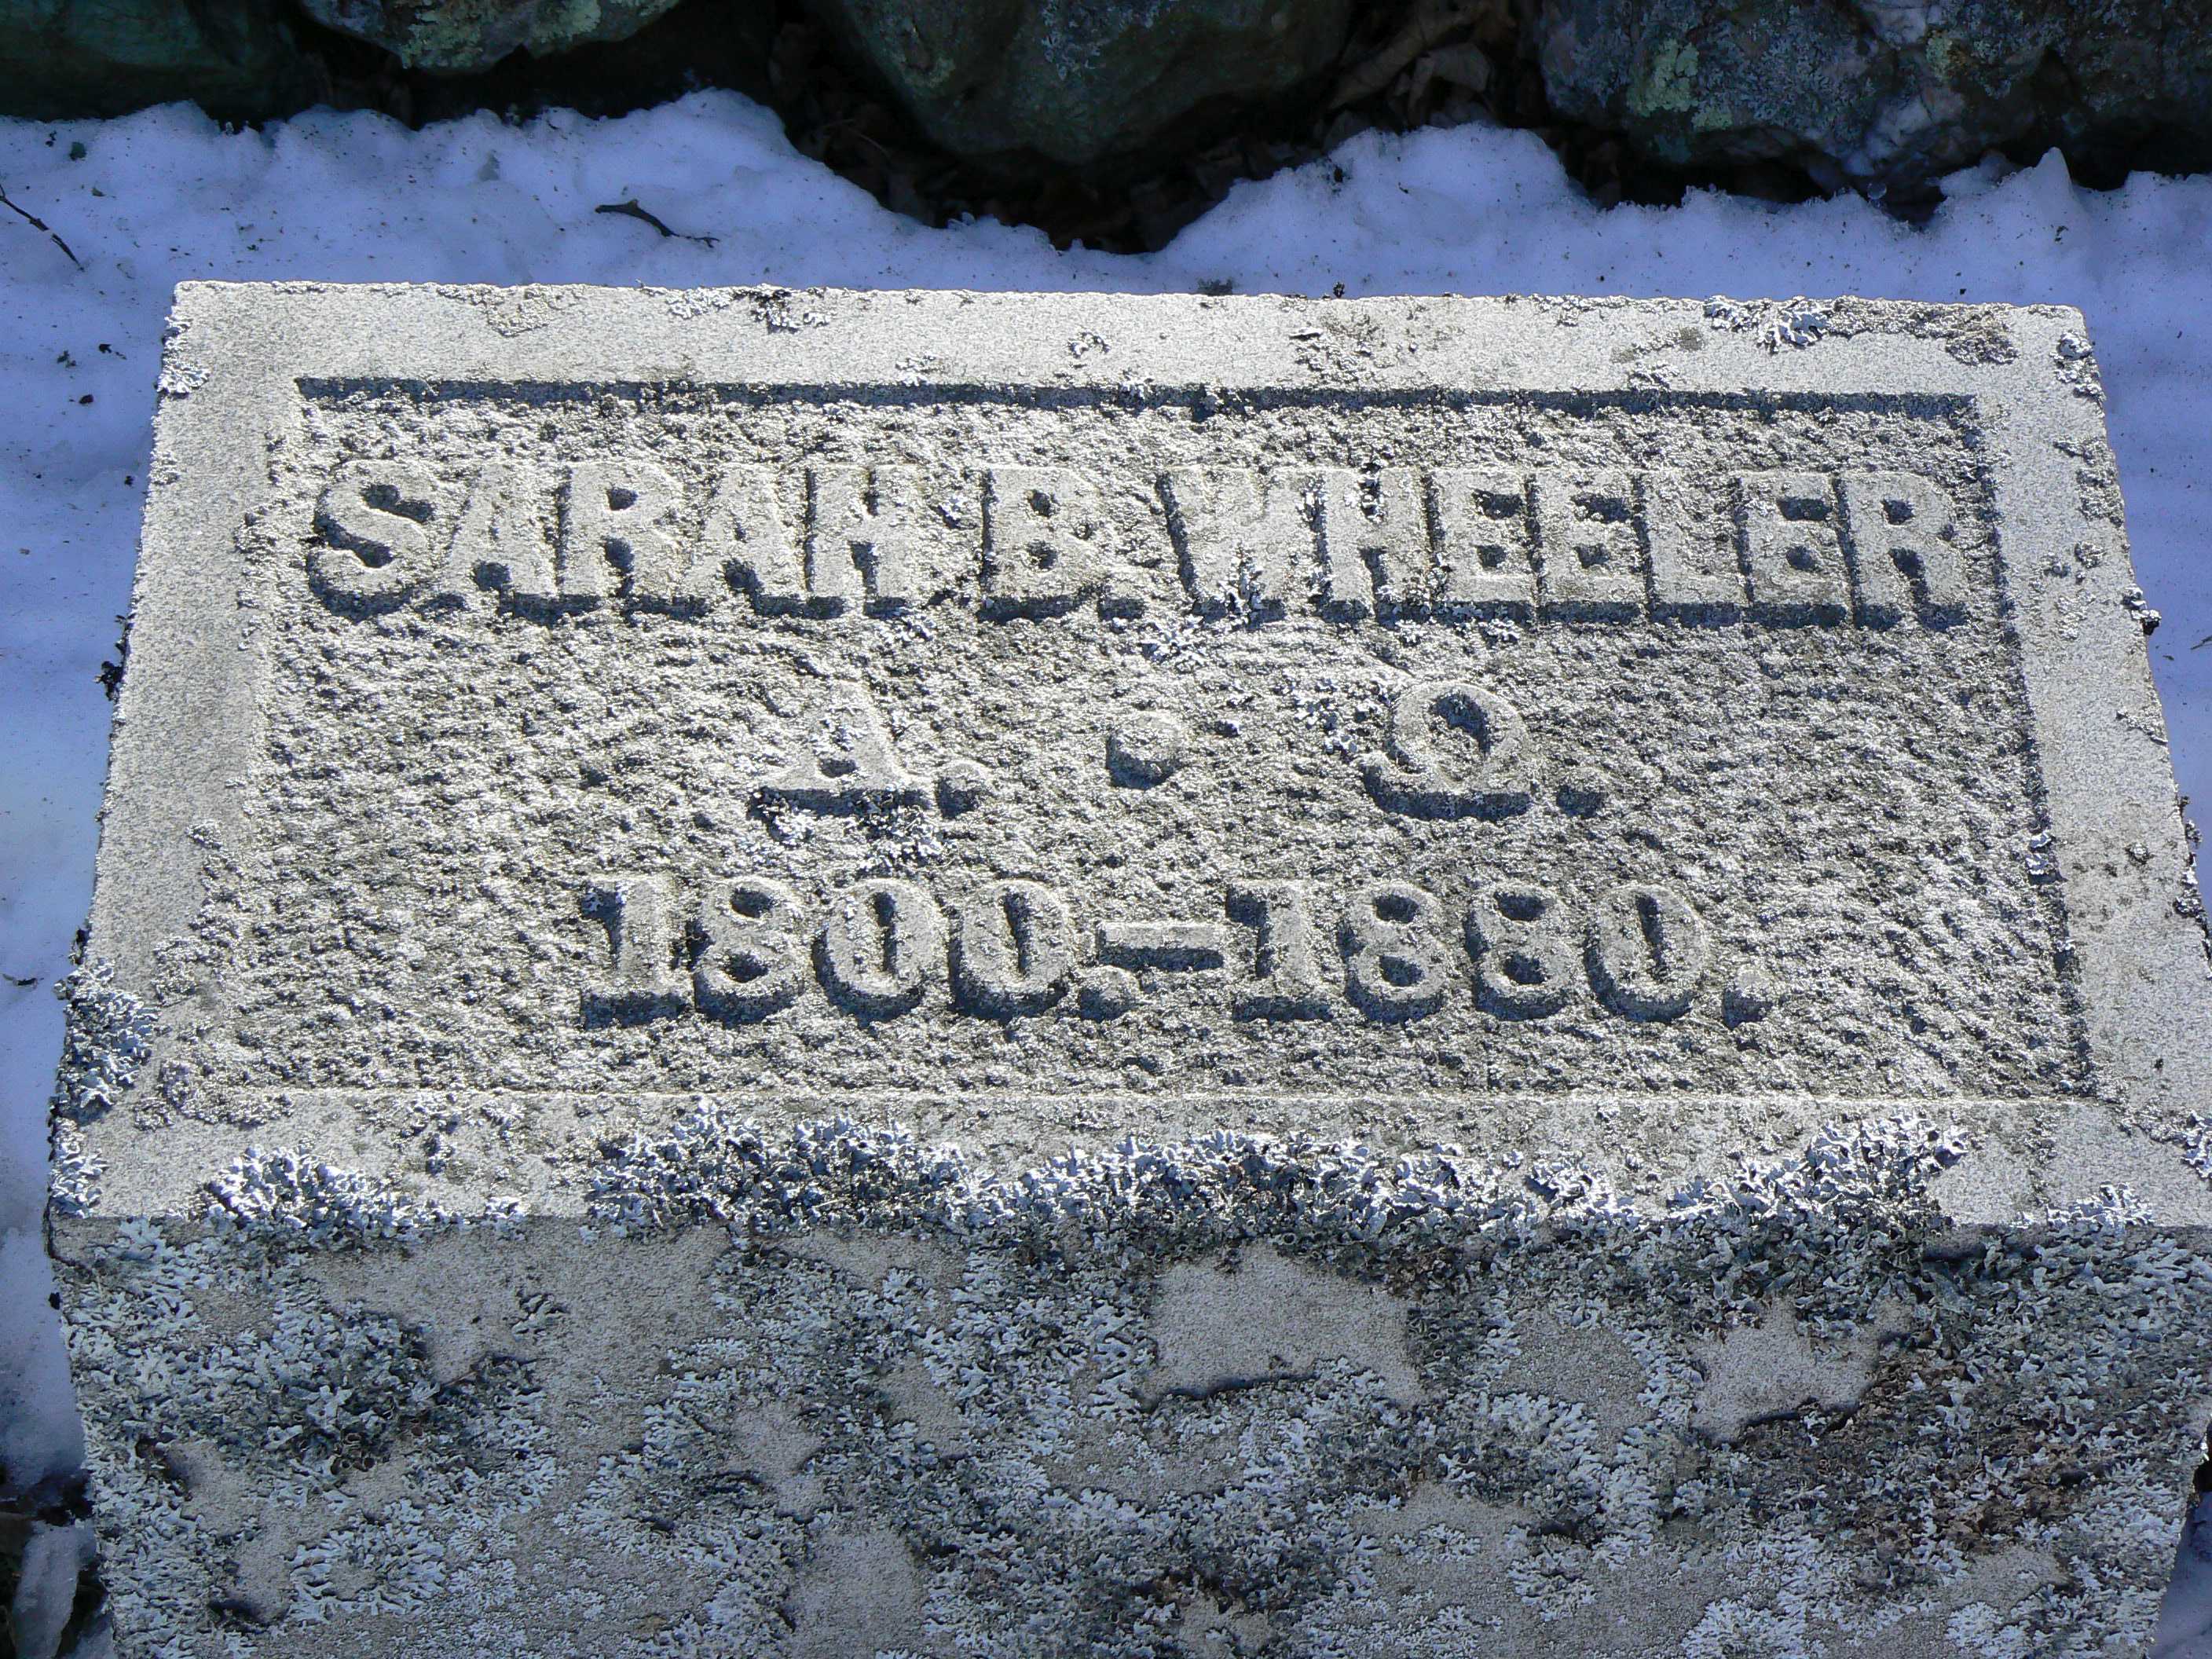 SARAH B. WHEELER
A. • Q.
1800.–1880.